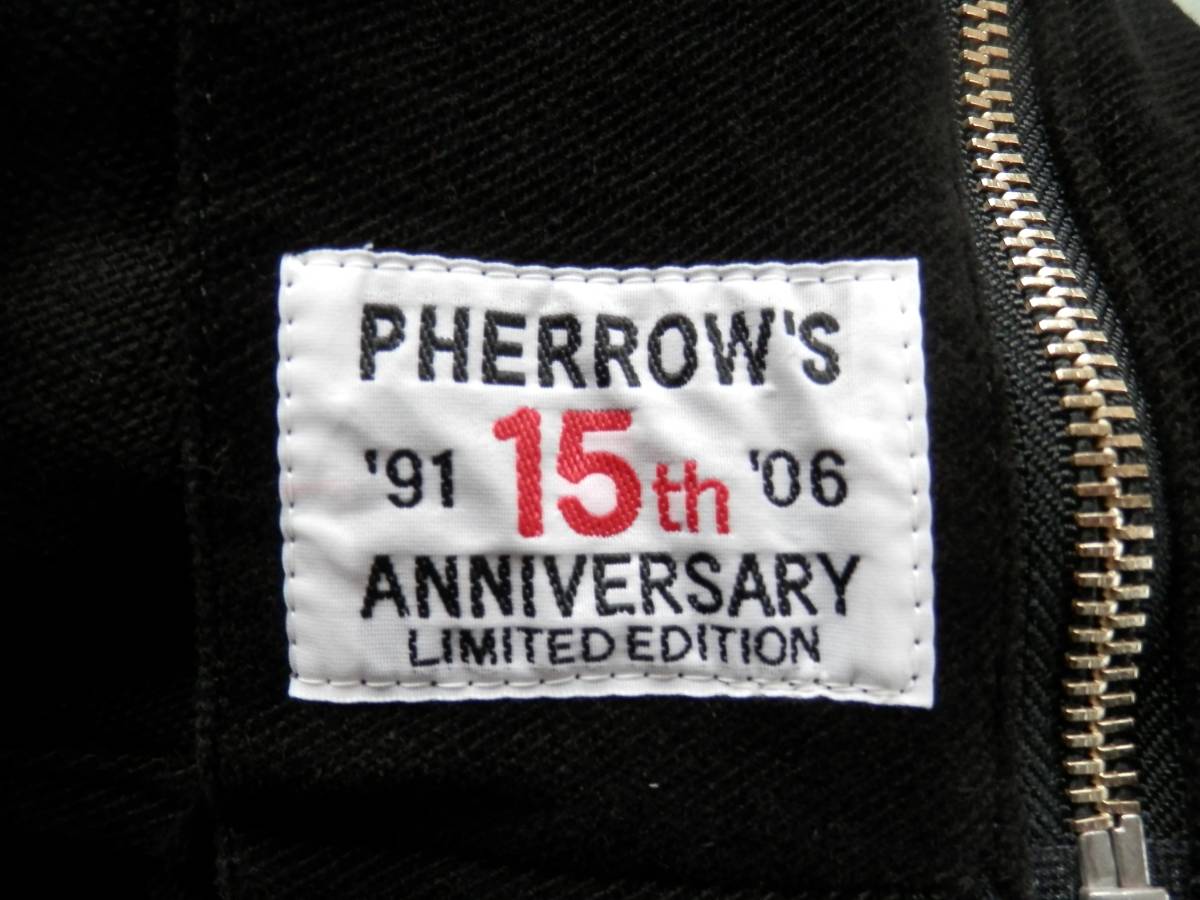 PHERROW'S
'91 15th '06
ANNIVERSARY
LIMITED EDITION